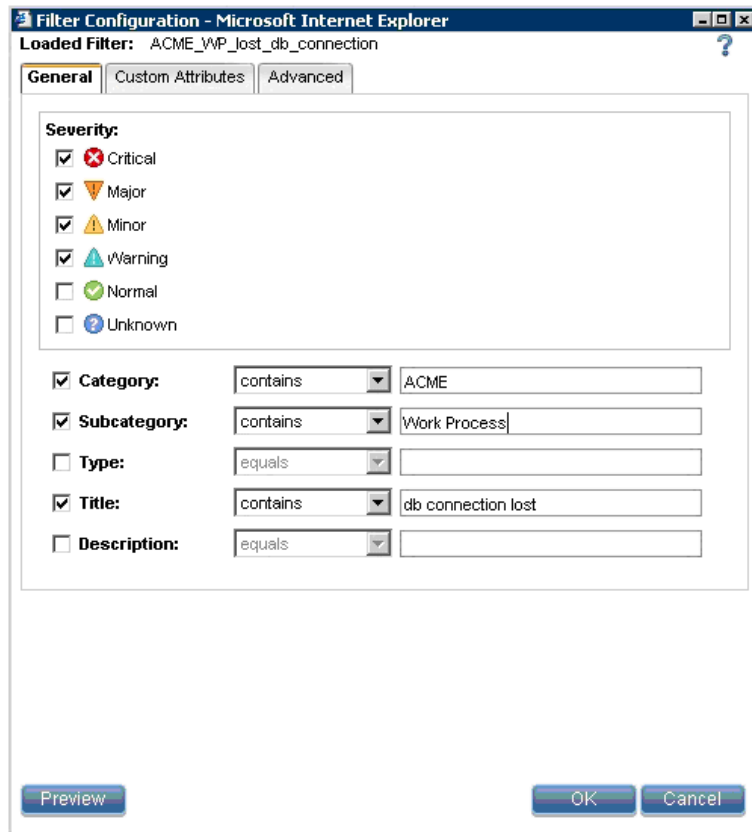 Filter Configuration - Microsoft Internet Explorer
Loaded Filter: ACME_WP_lost_db_connection
?
General Custom Attributes Advanced
Severity:
Critical
Major
Minor
Warning
Normal
Unknown
Category: contains ACME
Subcategory: contains Work Process
Type: equals
Title: contains db connection lost
Description: equals
Preview OK Cancel